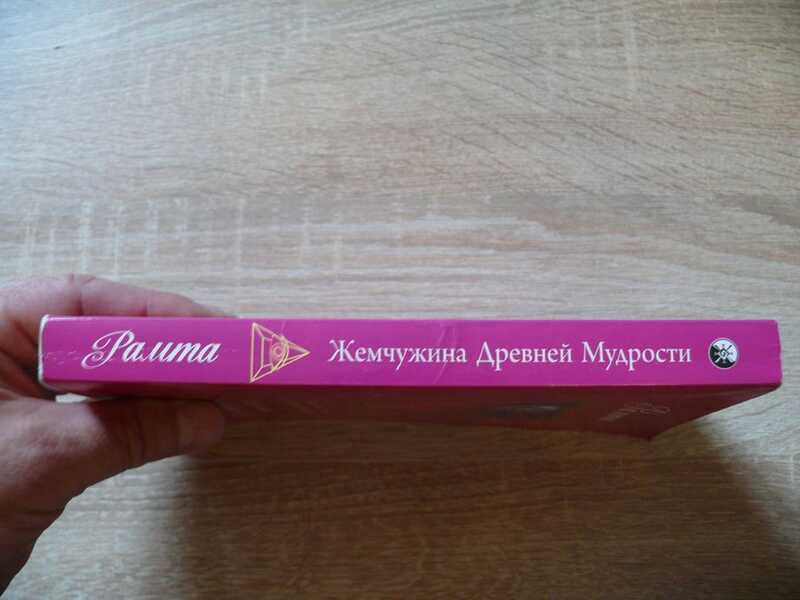 Рамта
Жемчужина Древней Мудрости